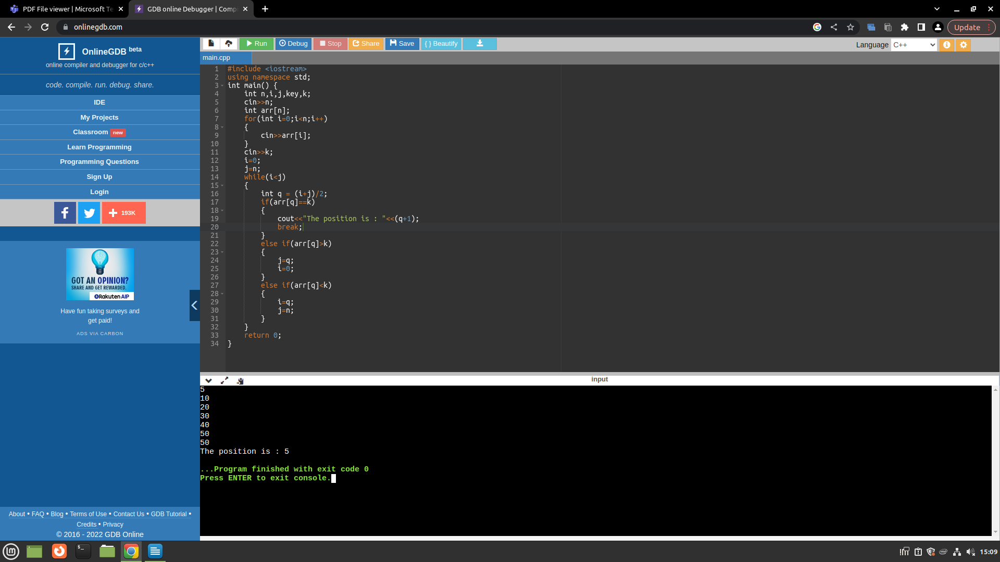 PDF File viewer | Microsoft Te
GDB online Debugger | Comp
onlinegdb.com
Update
OnlineGDB beta
online compiler and debugger for c/c++
code. compile. run. debug. share.
IDE
My Projects
Classroom new
Learn Programming
Programming Questions
Sign Up
Login
193K
GOT AN OPINION?
SHARE AND GET REWARDED.
Rakuten AIP
Have fun taking surveys and
get paid!
ADS VIA CARBON
About • FAQ • Blog • Terms of Use • Contact Us • GDB Tutorial •
Credits • Privacy
© 2016 - 2022 GDB Online
Run Debug Stop Share Save { } Beautify
Language C++
main.cpp
1 #include <iostream>
2 using namespace std;
3 int main() {
4 int n,i,j,key,k;
5 cin>>n;
6 int arr[n];
7 for(int i=0;i<n;i++)
8 {
9 cin>>arr[i];
10 }
11 cin>>k;
12 i=0;
13 j=n;
14 while(i<j)
15 {
16 int q = (i+j)/2;
17 if(arr[q]==k)
18 {
19 cout<<"The position is : "<<(q+1);
20 break;
21 }
22 else if(arr[q]>k)
23 {
24 j=q;
25 i=0;
26 }
27 else if(arr[q]<k)
28 {
29 i=q;
30 j=n;
31 }
32 }
33 return 0;
34 }
input
5
10
20
30
40
50
50
The position is : 5
...Program finished with exit code 0
Press ENTER to exit console.
15:09